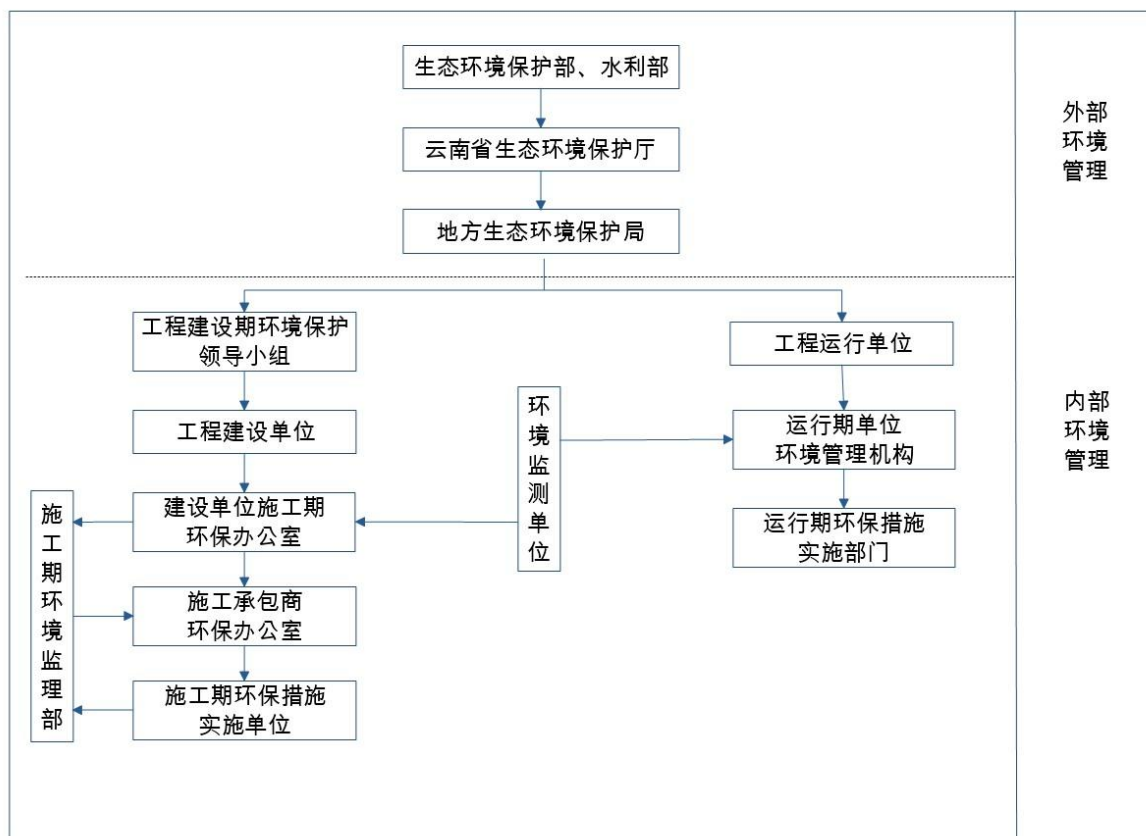 生态环境保护部、水利部
云南省生态环境保护厅
地方生态环境保护局
外部
环境
管理
工程建设期环境保护
领导小组
工程建设单位
建设单位施工期
环保办公室
施工承包商
环保办公室
施工期环保措施
实施单位
施工期环境监理部
环境监测单位
工程运行单位
运行期单位
环境管理机构
运行期环保措施
实施部门
内部
环境
管理